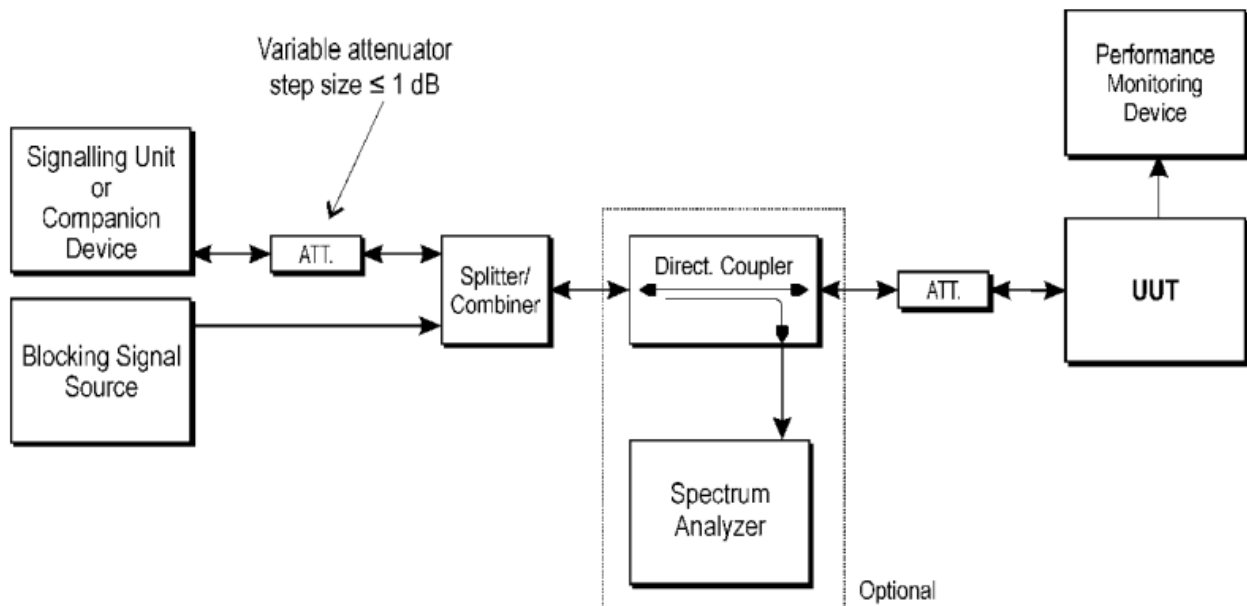 Variable attenuator
step size ≤ 1 dB
Performance
Monitoring
Device
Signalling Unit
or
Companion
Device
ATT.
Splitter/
Combiner
Direct. Coupler
ATT.
UUT
Blocking Signal
Source
Spectrum
Analyzer
Optional